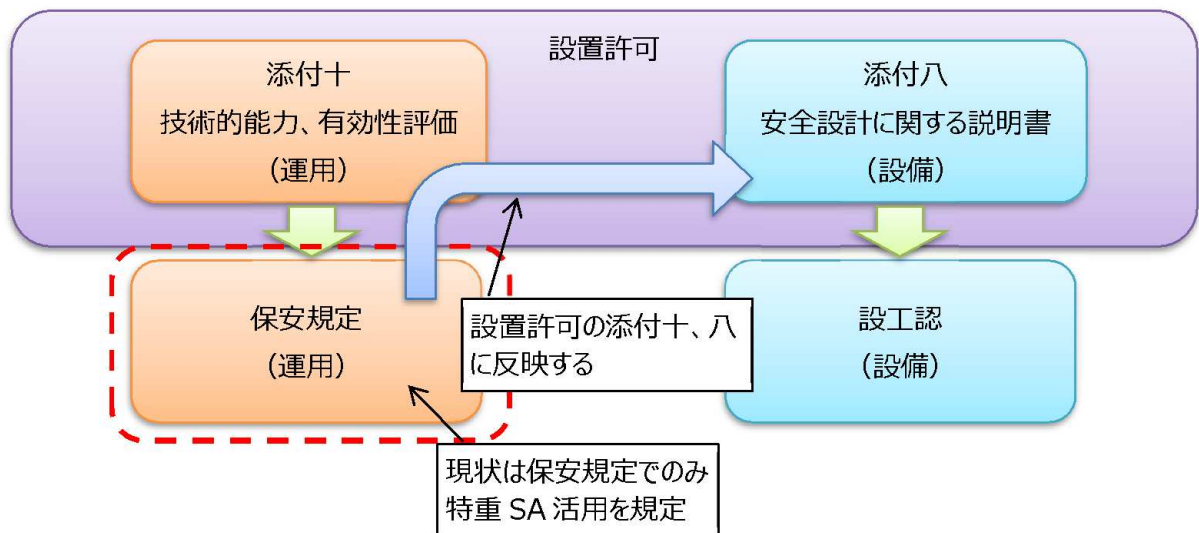 設置許可
添付十
技術的能力、有効性評価
(運用)
添付八
安全設計に関する説明書
(設備)
保安規定
(運用)
設置許可の添付十、八
に反映する
設工認
(設備)
現状は保安規定でのみ
特重 SA 活用を規定